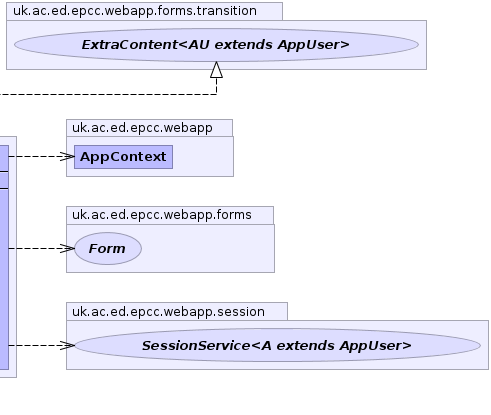 uk.ac.ed.epcc.webapp.forms.transition
ExtraContent<AU extends AppUser>
uk.ac.ed.epcc.webapp
AppContext
uk.ac.ed.epcc.webapp.forms
Form
uk.ac.ed.epcc.webapp.session
SessionService<A extends AppUser>